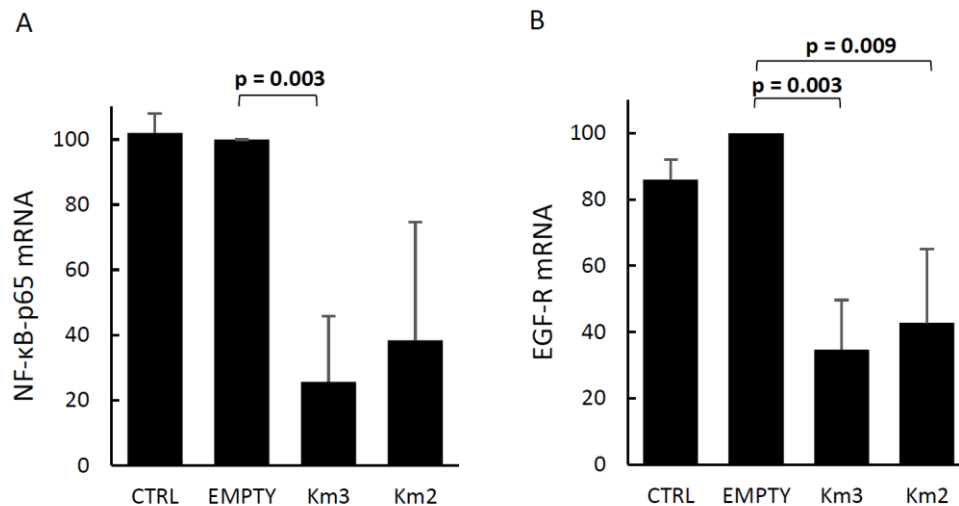 A
p = 0.003
NF-κB-p65 mRNA
100
80
60
40
20
0
CTRL EMPTY Km3 Km2
B
p = 0.009
p = 0.003
EGF-R mRNA
100
80
60
40
20
0
CTRL EMPTY Km3 Km2